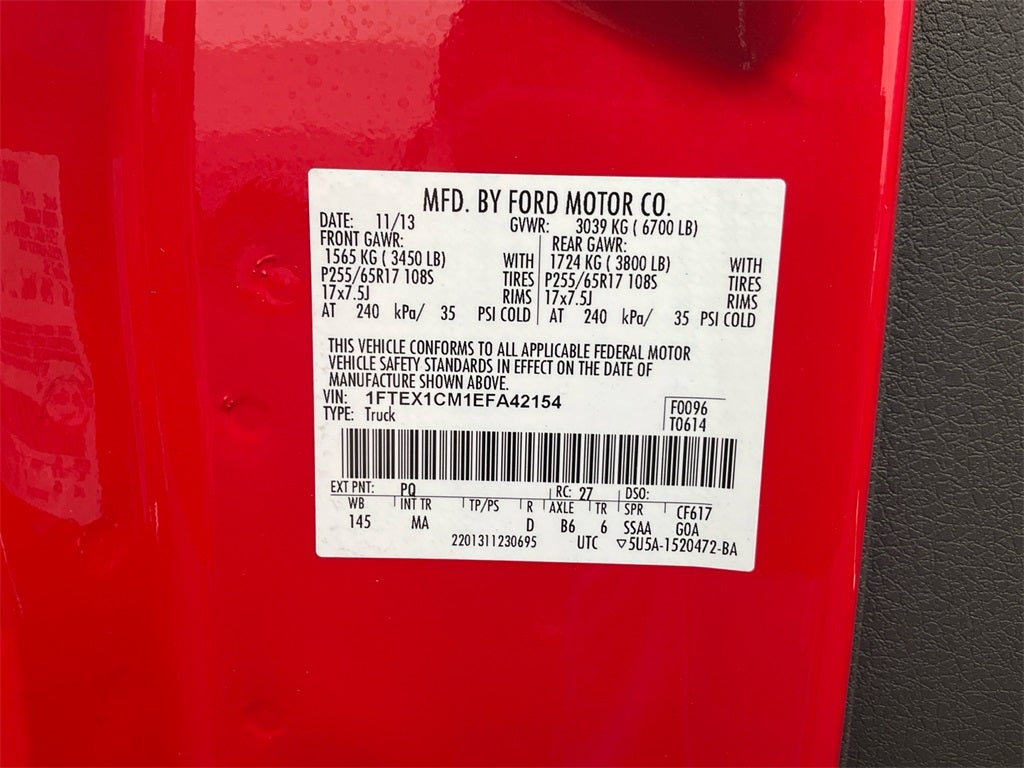 MFD. BY FORD MOTOR CO.
DATE: 11/13 GVWR: 3039 KG ( 6700 LB)
FRONT GAWR: REAR GAWR:
1565 KG ( 3450 LB) WITH 1724 KG ( 3800 LB) WITH
P255/65R17 108S TIRES P255/65R17 108S TIRES
17x7.5J RIMS 17x7.5J RIMS
AT 240 kPa/ 35 PSI COLD AT 240 kPa/ 35 PSI COLD
THIS VEHICLE CONFORMS TO ALL APPLICABLE FEDERAL MOTOR
VEHICLE SAFETY STANDARDS IN EFFECT ON THE DATE OF
MANUFACTURE SHOWN ABOVE.
VIN: 1FTEX1CM1EFA42154 F0096
TYPE: Truck T0614
EXT PNT: PQ RC: 27 DSO:
WB INT TR TP/PS R AXLE TR SPR CF617
145 MA D B6 6 SSAA GOA
2201311230695 UTC ▽5U5A-1520472-BA